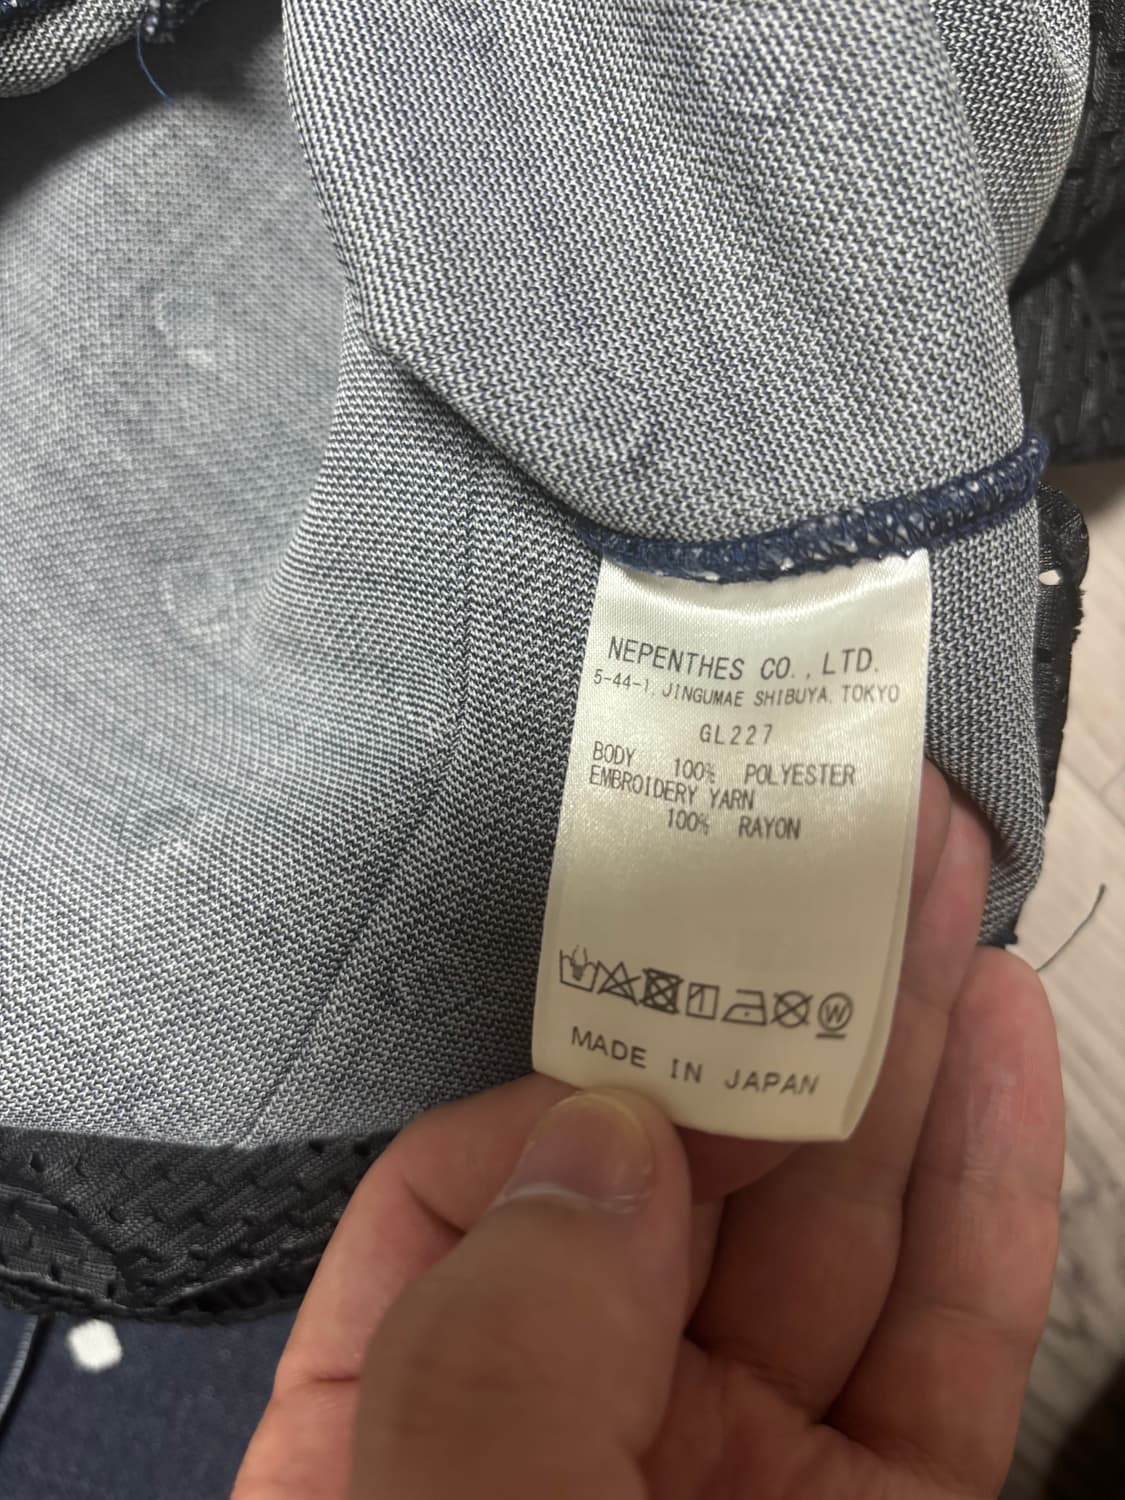 NEPENTHES CO., LTD.
5-44-1, JINGUMAE SHIBUYA, TOKYO
GL227
BODY 100% POLYESTER
EMBROIDERY YARN
100% RAYON
W
MADE IN JAPAN